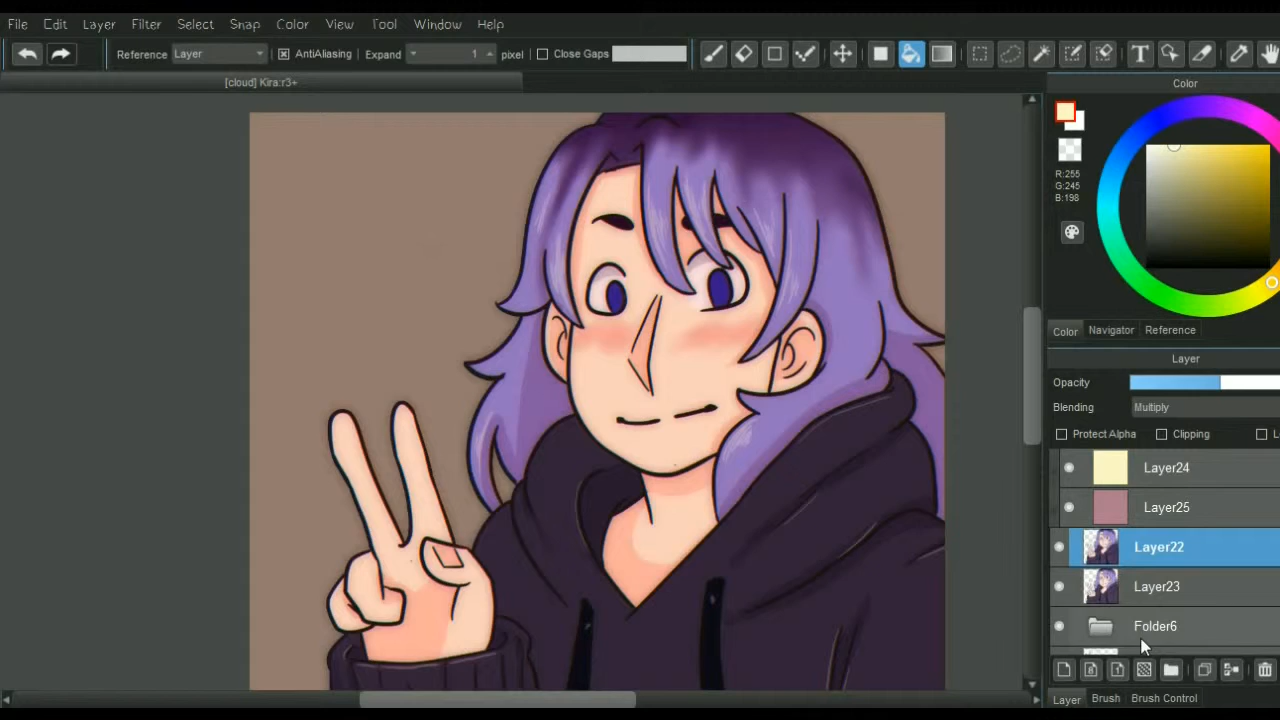 File Edit Layer Filter Select Snap Color View Tool Window Help
Reference Layer AntiAliasing Expand 1 pixel Close Gaps
[cloud] Kira:r3+
Color
R:255
G:245
B:198
Color Navigator Reference
Layer
Opacity
Blending Multiply
Protect Alpha Clipping L
Layer24
Layer25
Layer22
Layer23
Folder6
Layer Brush Brush Control